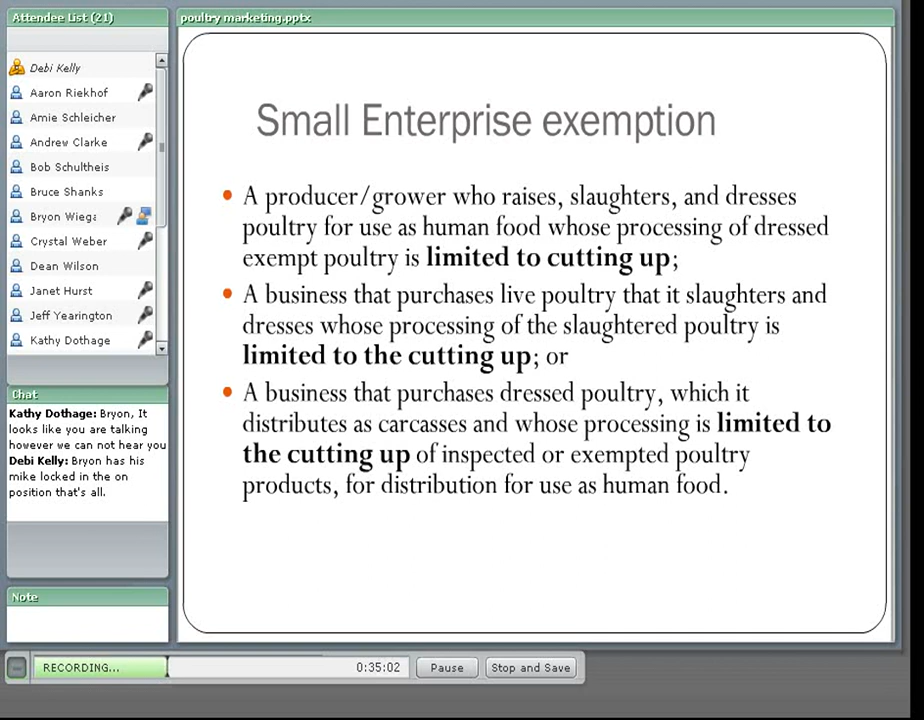 Attendee List (21)
Debi Kelly
Aaron Riekhof
Amie Schleicher
Andrew Clarke
Bob Schultheis
Bruce Shanks
Bryon Wiega
Crystal Weber
Dean Wilson
Janet Hurst
Jeff Yearington
Kathy Dothage
Chat
Kathy Dothage: Bryon, It
looks like you are talking
however we can not hear you
Debi Kelly: Bryon has his
mike locked in the on
position that's all.
Note
poultry marketing.pptx
Small Enterprise exemption
• A producer/grower who raises, slaughters, and dresses
poultry for use as human food whose processing of dressed
exempt poultry is limited to cutting up;
• A business that purchases live poultry that it slaughters and
dresses whose processing of the slaughtered poultry is
limited to the cutting up; or
• A business that purchases dressed poultry, which it
distributes as carcasses and whose processing is limited to
the cutting up of inspected or exempted poultry
products, for distribution for use as human food.
RECORDING... 0:35:02 Pause Stop and Save